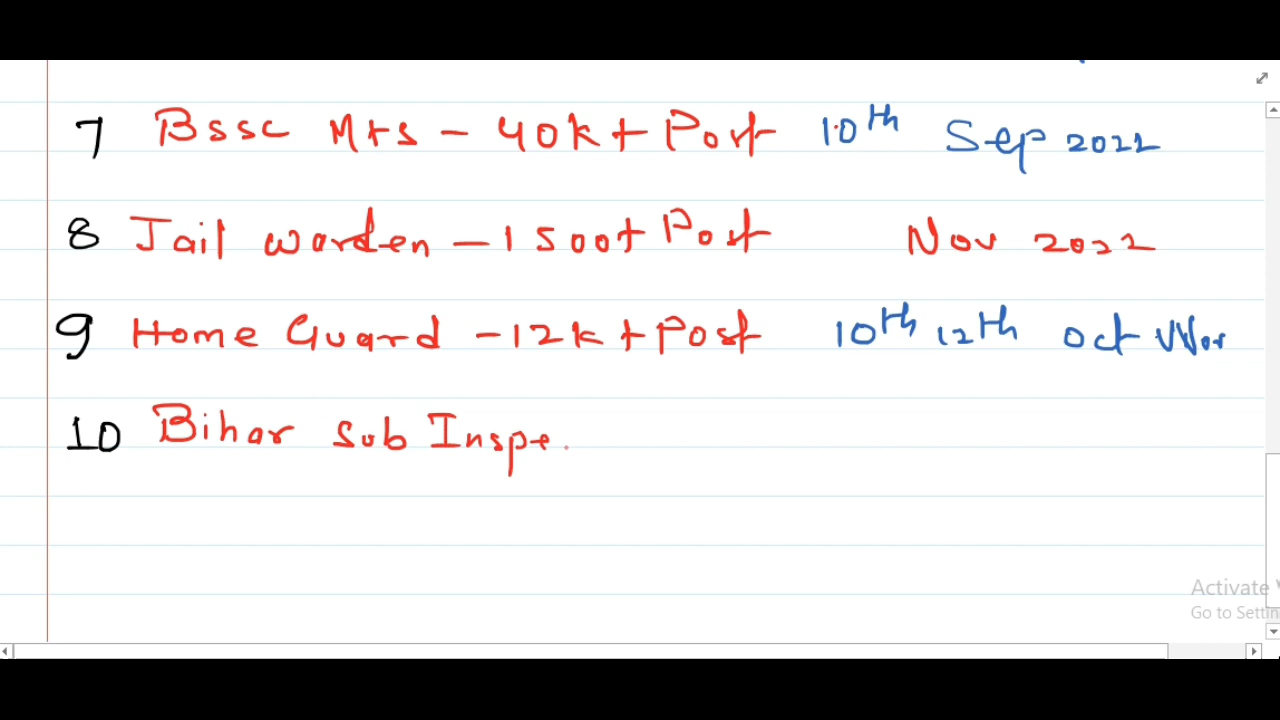 7 Bssc Mts - 40k + Post 10th Sep 2022
8 Jail warden - 1500+ Post Nov 2022
9 Home Guard - 12k + Post 10th 12th Oct
10 Bihar Sub Inspe.
Activate
Go to Settin